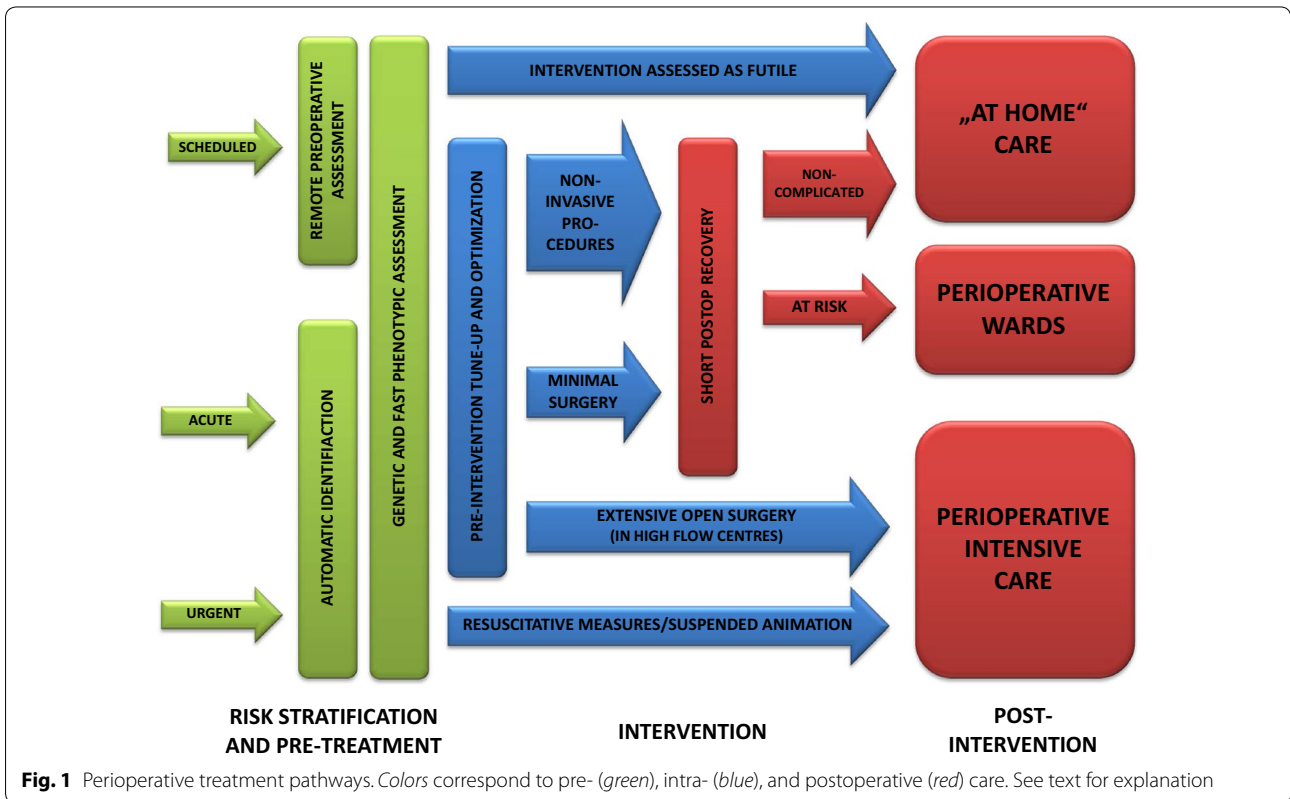 SCHEDULED
ACUTE
URGENT
REMOTE PREOPERATIVE
ASSESSMENT
AUTOMATIC IDENTIFIACTION
GENETIC AND FAST PHENOTYPIC ASSESSMENT
INTERVENTION ASSESSED AS FUTILE
PRE-INTERVENTION TUNE-UP AND OPTIMIZATION
NON-
INVASIVE
PRO-
CEDURES
MINIMAL
SURGERY
SHORT POSTOP RECOVERY
NON-
COMPLICATED
AT RISK
EXTENSIVE OPEN SURGERY
(IN HIGH FLOW CENTRES)
RESUSCITATIVE MEASURES/SUSPENDED ANIMATION
„AT HOME“
CARE
PERIOPERATIVE
WARDS
PERIOPERATIVE
INTENSIVE
CARE
RISK STRATIFICATION
AND PRE-TREATMENT
INTERVENTION
POST-
INTERVENTION
Fig. 1 Perioperative treatment pathways. Colors correspond to pre- (green), intra- (blue), and postoperative (red) care. See text for explanation